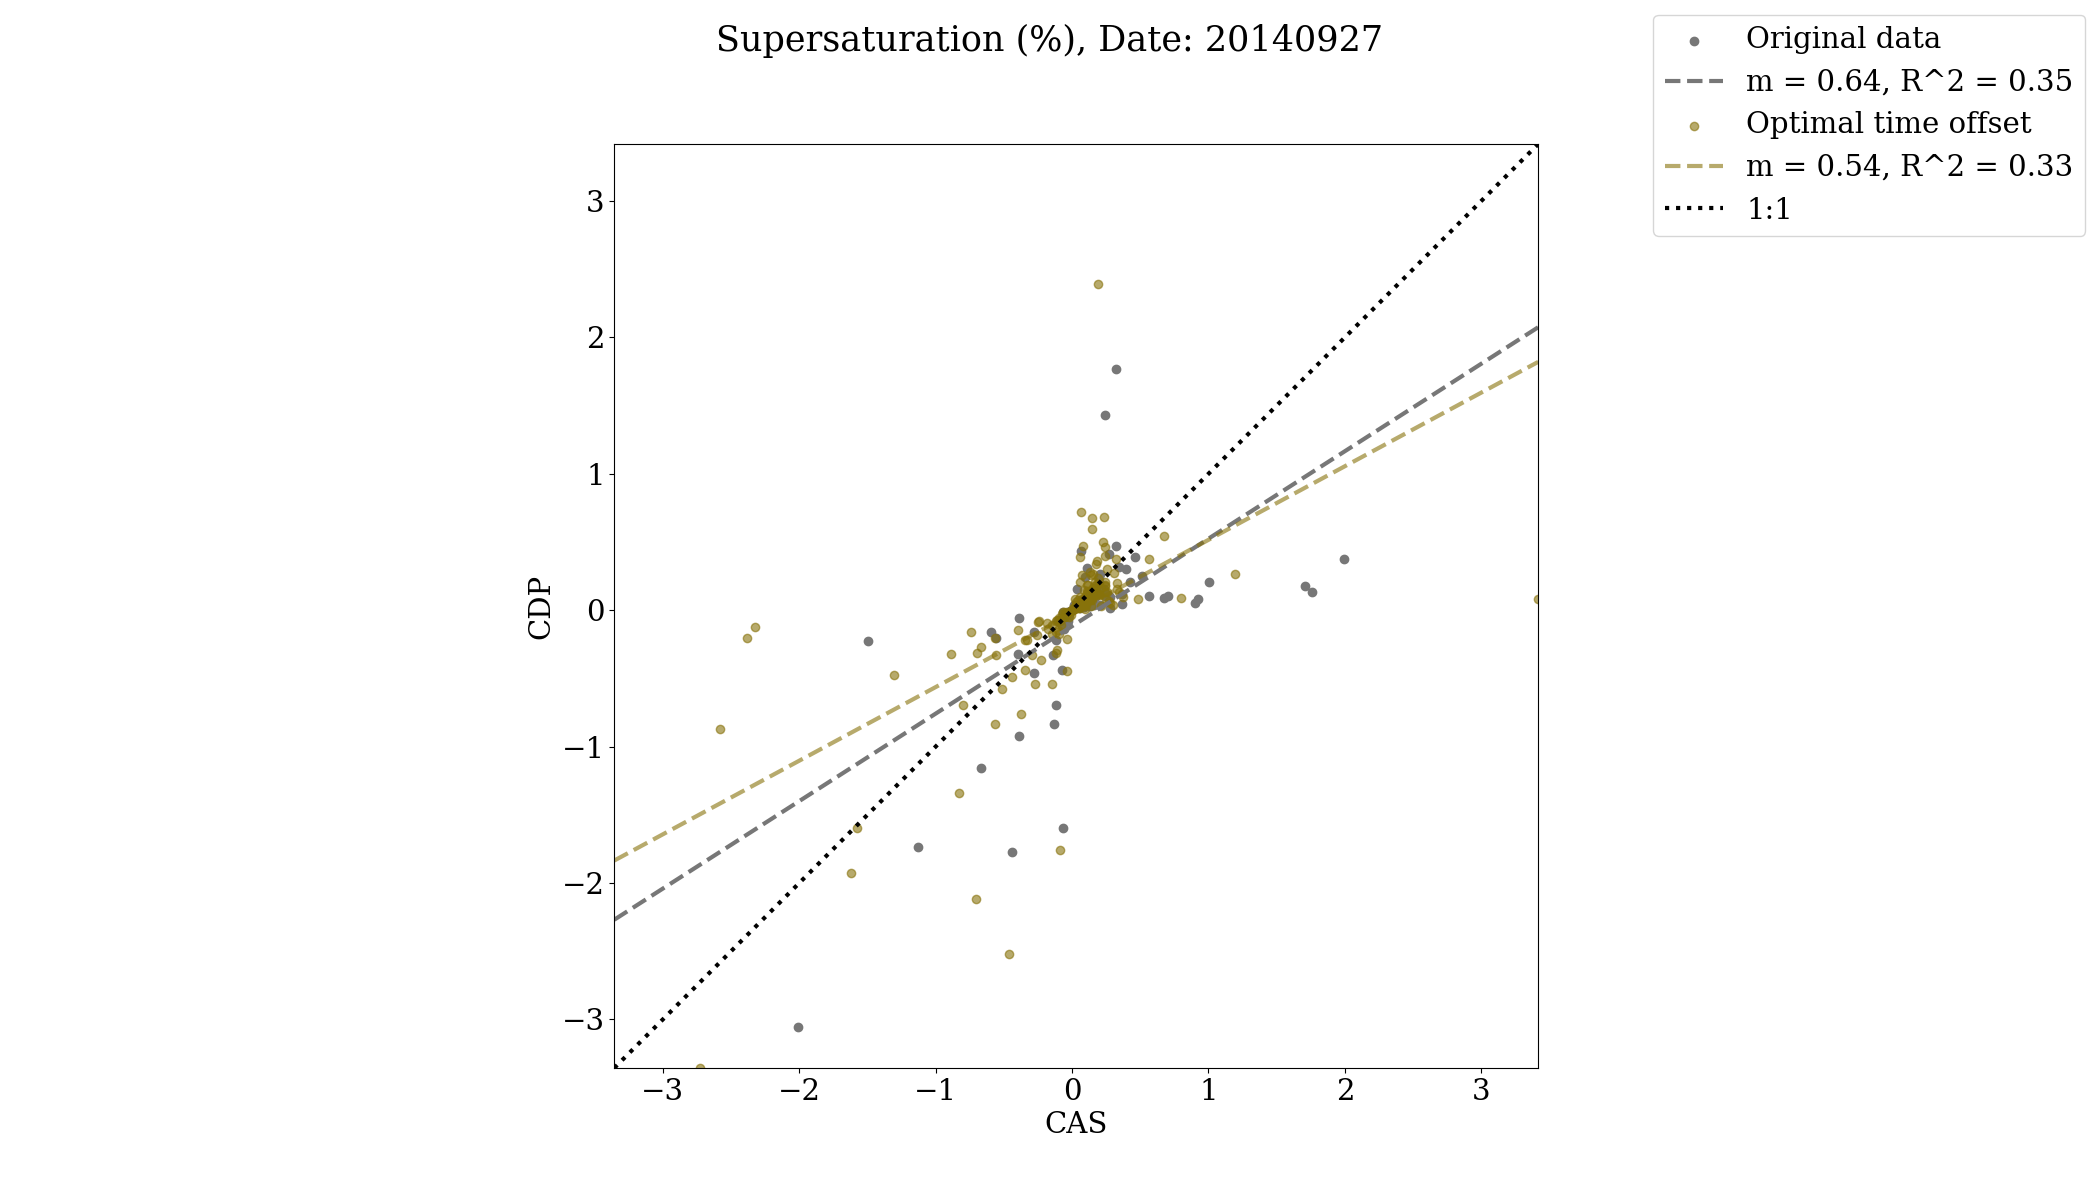 Supersaturation (%), Date: 20140927
Original data
m = 0.64, R^2 = 0.35
Optimal time offset
m = 0.54, R^2 = 0.33
1:1
3
2
1
0
−1
−2
−3
CDP
−3
−2
−1
0
1
2
3
CAS